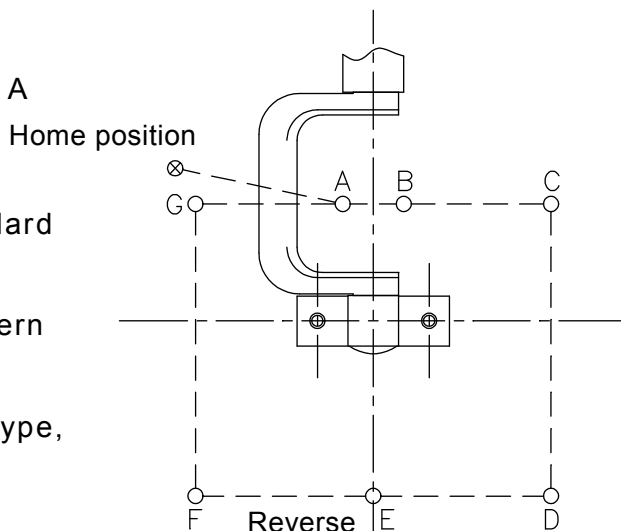 A
Home position
A B C
G
lard
ern
ype,
F Reverse E D